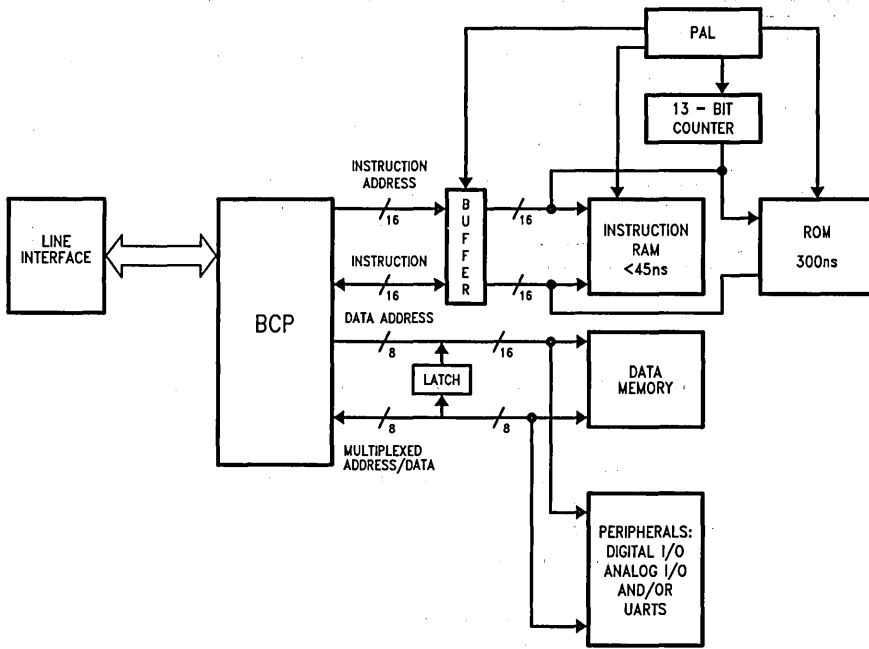 PAL
13 - BIT
COUNTER
INSTRUCTION
ADDRESS
16
BUFFER
16
INSTRUCTION
RAM
<45ns
ROM
300ns
LINE
INTERFACE
BCP
INSTRUCTION
16
16
DATA ADDRESS
8
16
LATCH
DATA
MEMORY
8
8
MULTIPLEXED
ADDRESS/DATA
PERIPHERALS:
DIGITAL I/O
ANALOG I/O
AND/OR
UARTS